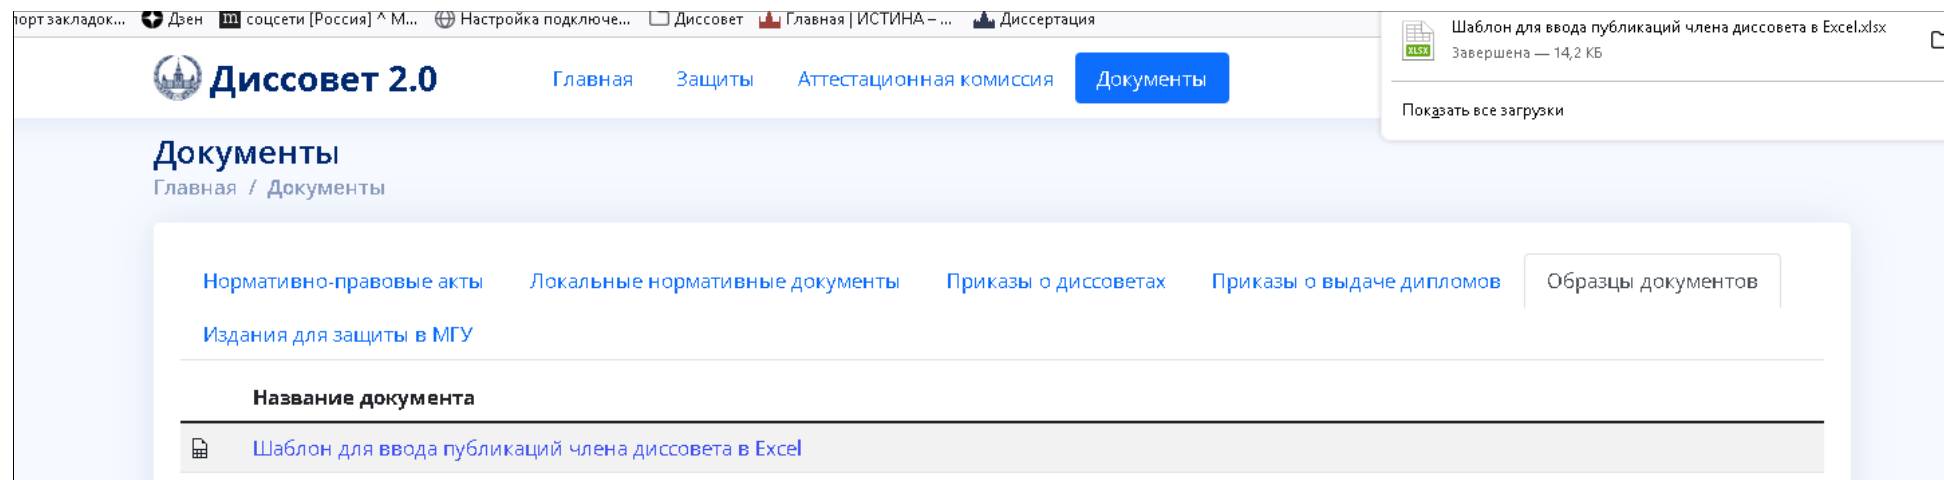 порт закладок... Дзен m соцсети [Россия] ^ М... Настройка подключе... Диссовет Главная | ИСТИНА – ... Диссертация
Шаблон для ввода публикаций члена диссовета в Excel.xlsx
XLSX Завершена — 14,2 КБ
Показать все загрузки
Диссовет 2.0 Главная Защиты Аттестационная комиссия Документы
Документы
Главная / Документы
Нормативно-правовые акты Локальные нормативные документы Приказы о диссоветах Приказы о выдаче дипломов Образцы документов
Издания для защиты в МГУ
Название документа
Шаблон для ввода публикаций члена диссовета в Excel